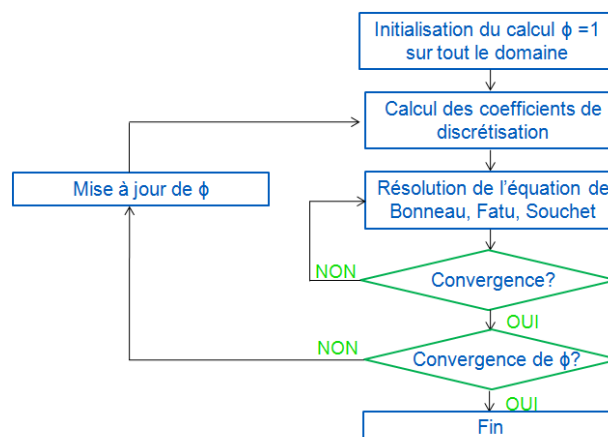 Initialisation du calcul ϕ =1
sur tout le domaine
Calcul des coefficients de
discrétisation
Mise à jour de ϕ
Résolution de l'équation de
Bonneau, Fatu, Souchet
NON
Convergence?
OUI
NON
Convergence de ϕ?
OUI
Fin